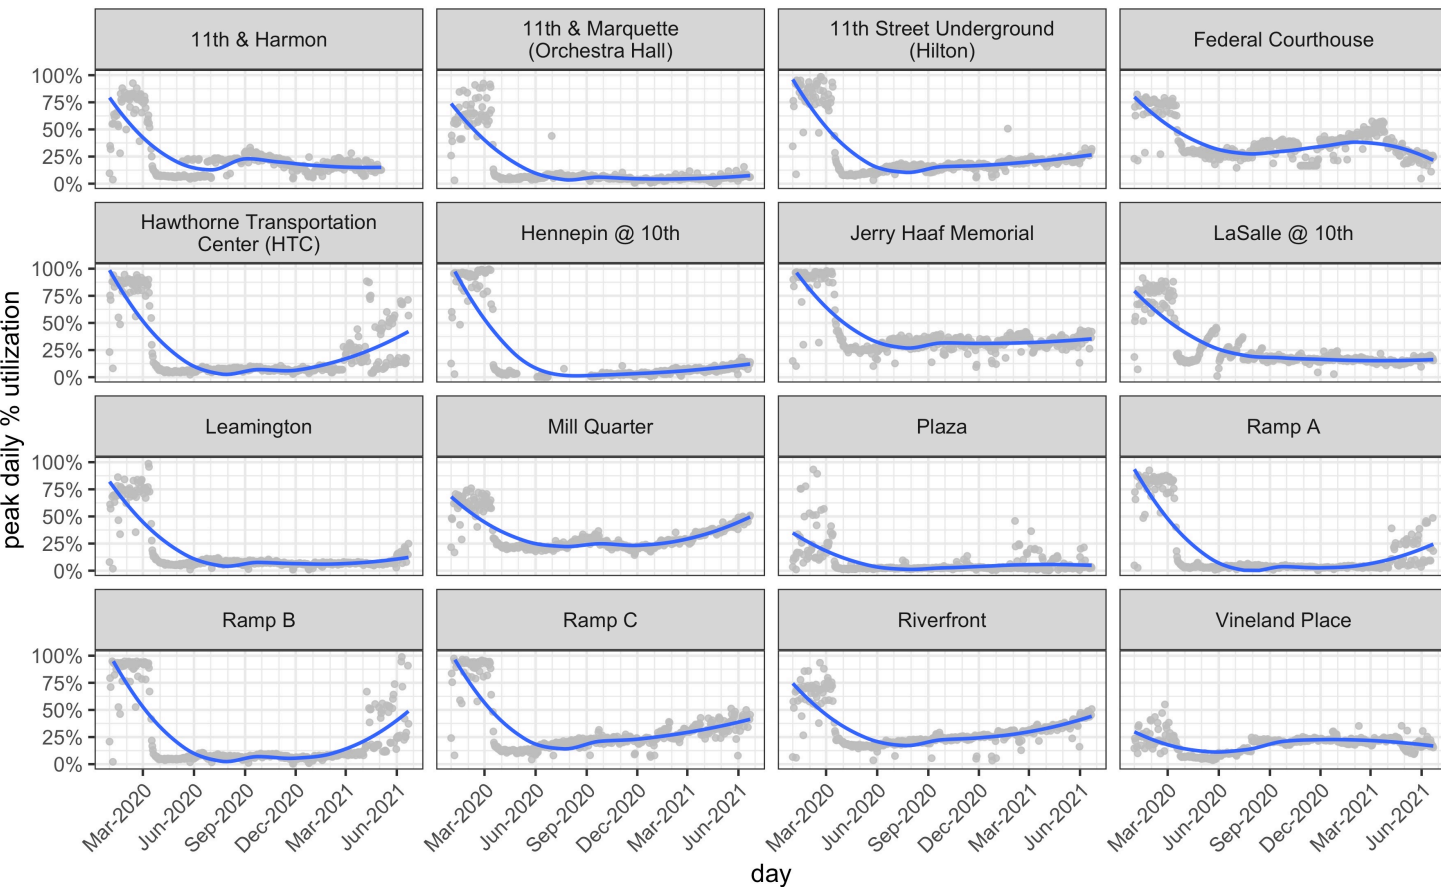 11th & Harmon
11th & Marquette
(Orchestra Hall)
11th Street Underground
(Hilton)
Federal Courthouse
100%
75%
50%
25%
0%
Hawthorne Transportation
Center (HTC)
Hennepin @ 10th
Jerry Haaf Memorial
LaSalle @ 10th
100%
75%
50%
25%
0%
Leamington
Mill Quarter
Plaza
Ramp A
100%
75%
50%
25%
0%
Ramp B
Ramp C
Riverfront
Vineland Place
100%
75%
50%
25%
0%
peak daily % utilization
Mar-2020
Jun-2020
Sep-2020
Dec-2020
Mar-2021
Jun-2021
Mar-2020
Jun-2020
Sep-2020
Dec-2020
Mar-2021
Jun-2021
Mar-2020
Jun-2020
Sep-2020
Dec-2020
Mar-2021
Jun-2021
Mar-2020
Jun-2020
Sep-2020
Dec-2020
Mar-2021
Jun-2021
day